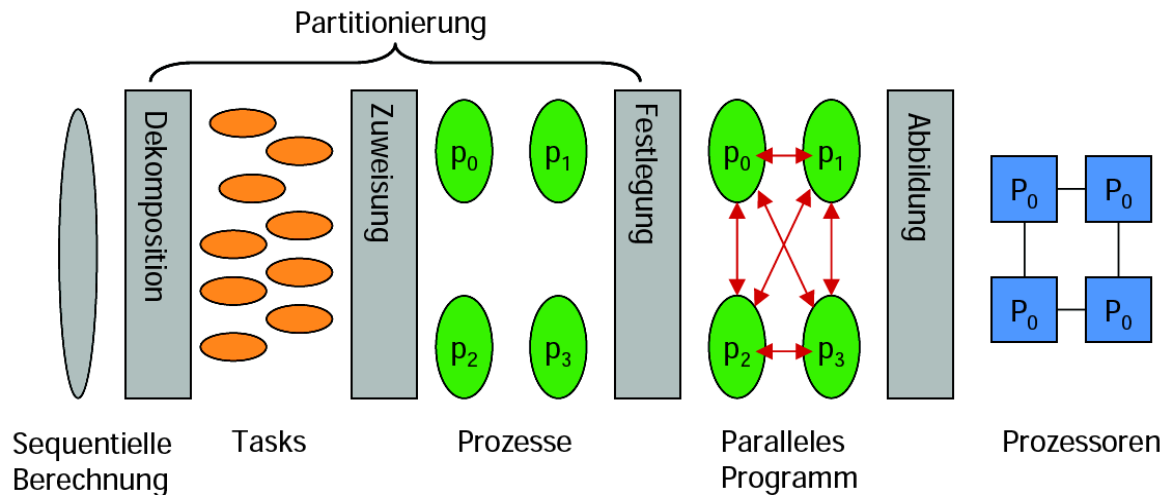 Partitionierung
Dekomposition
Zuweisung
Festlegung
Abbildung
p0
p1
p2
p3
p0
p1
p2
p3
P0
P0
P0
P0
Sequentielle
Berechnung
Tasks
Prozesse
Paralleles
Programm
Prozessoren